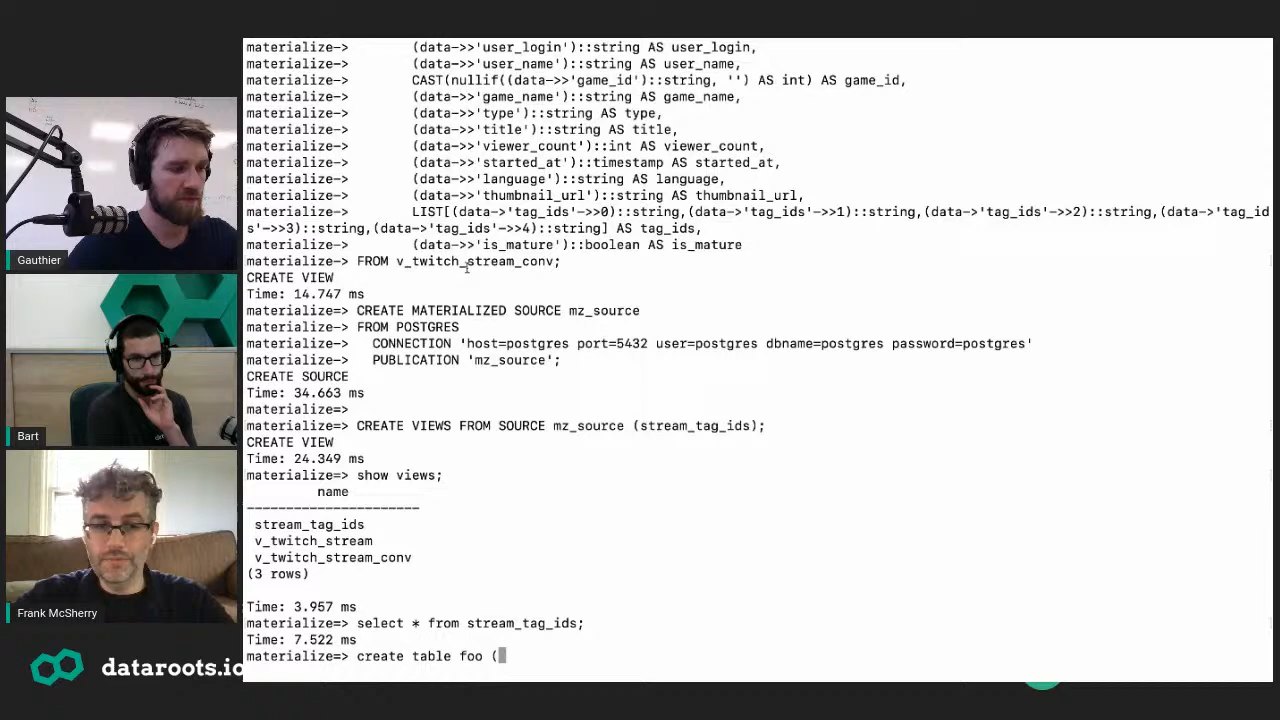 materialize->        (data->>'user_login')::string AS user_login,
materialize->        (data->>'user_name')::string AS user_name,
materialize->        CAST(nullif((data->>'game_id')::string, '') AS int) AS game_id,
materialize->        (data->>'game_name')::string AS game_name,
materialize->        (data->>'type')::string AS type,
materialize->        (data->>'title')::string AS title,
materialize->        (data->>'viewer_count')::int AS viewer_count,
materialize->        (data->>'started_at')::timestamp AS started_at,
materialize->        (data->>'language')::string AS language,
materialize->        (data->>'thumbnail_url')::string AS thumbnail_url,
materialize->        LIST[(data->'tag_ids'->>0)::string,(data->'tag_ids'->>1)::string,(data->'tag_ids'->>2)::string,(data->'tag_id
s'->>3)::string,(data->'tag_ids'->>4)::string] AS tag_ids,
materialize->        (data->>'is_mature')::boolean AS is_mature
materialize-> FROM v_twitch_stream_conv;
CREATE VIEW
Time: 14.747 ms
materialize=> CREATE MATERIALIZED SOURCE mz_source
materialize-> FROM POSTGRES
materialize->   CONNECTION 'host=postgres port=5432 user=postgres dbname=postgres password=postgres'
materialize->   PUBLICATION 'mz_source';
CREATE SOURCE
Time: 34.663 ms
materialize=>
materialize=> CREATE VIEWS FROM SOURCE mz_source (stream_tag_ids);
CREATE VIEW
Time: 24.349 ms
materialize=> show views;
name
----------------------
stream_tag_ids
v_twitch_stream
v_twitch_stream_conv
(3 rows)
Time: 3.957 ms
materialize=> select * from stream_tag_ids;
Time: 7.522 ms
materialize=> create table foo (
Gauthier
Bart
Frank McSherry
dataroots.io